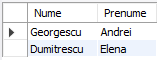 Nume Prenume
Georgescu Andrei
Dumitrescu Elena